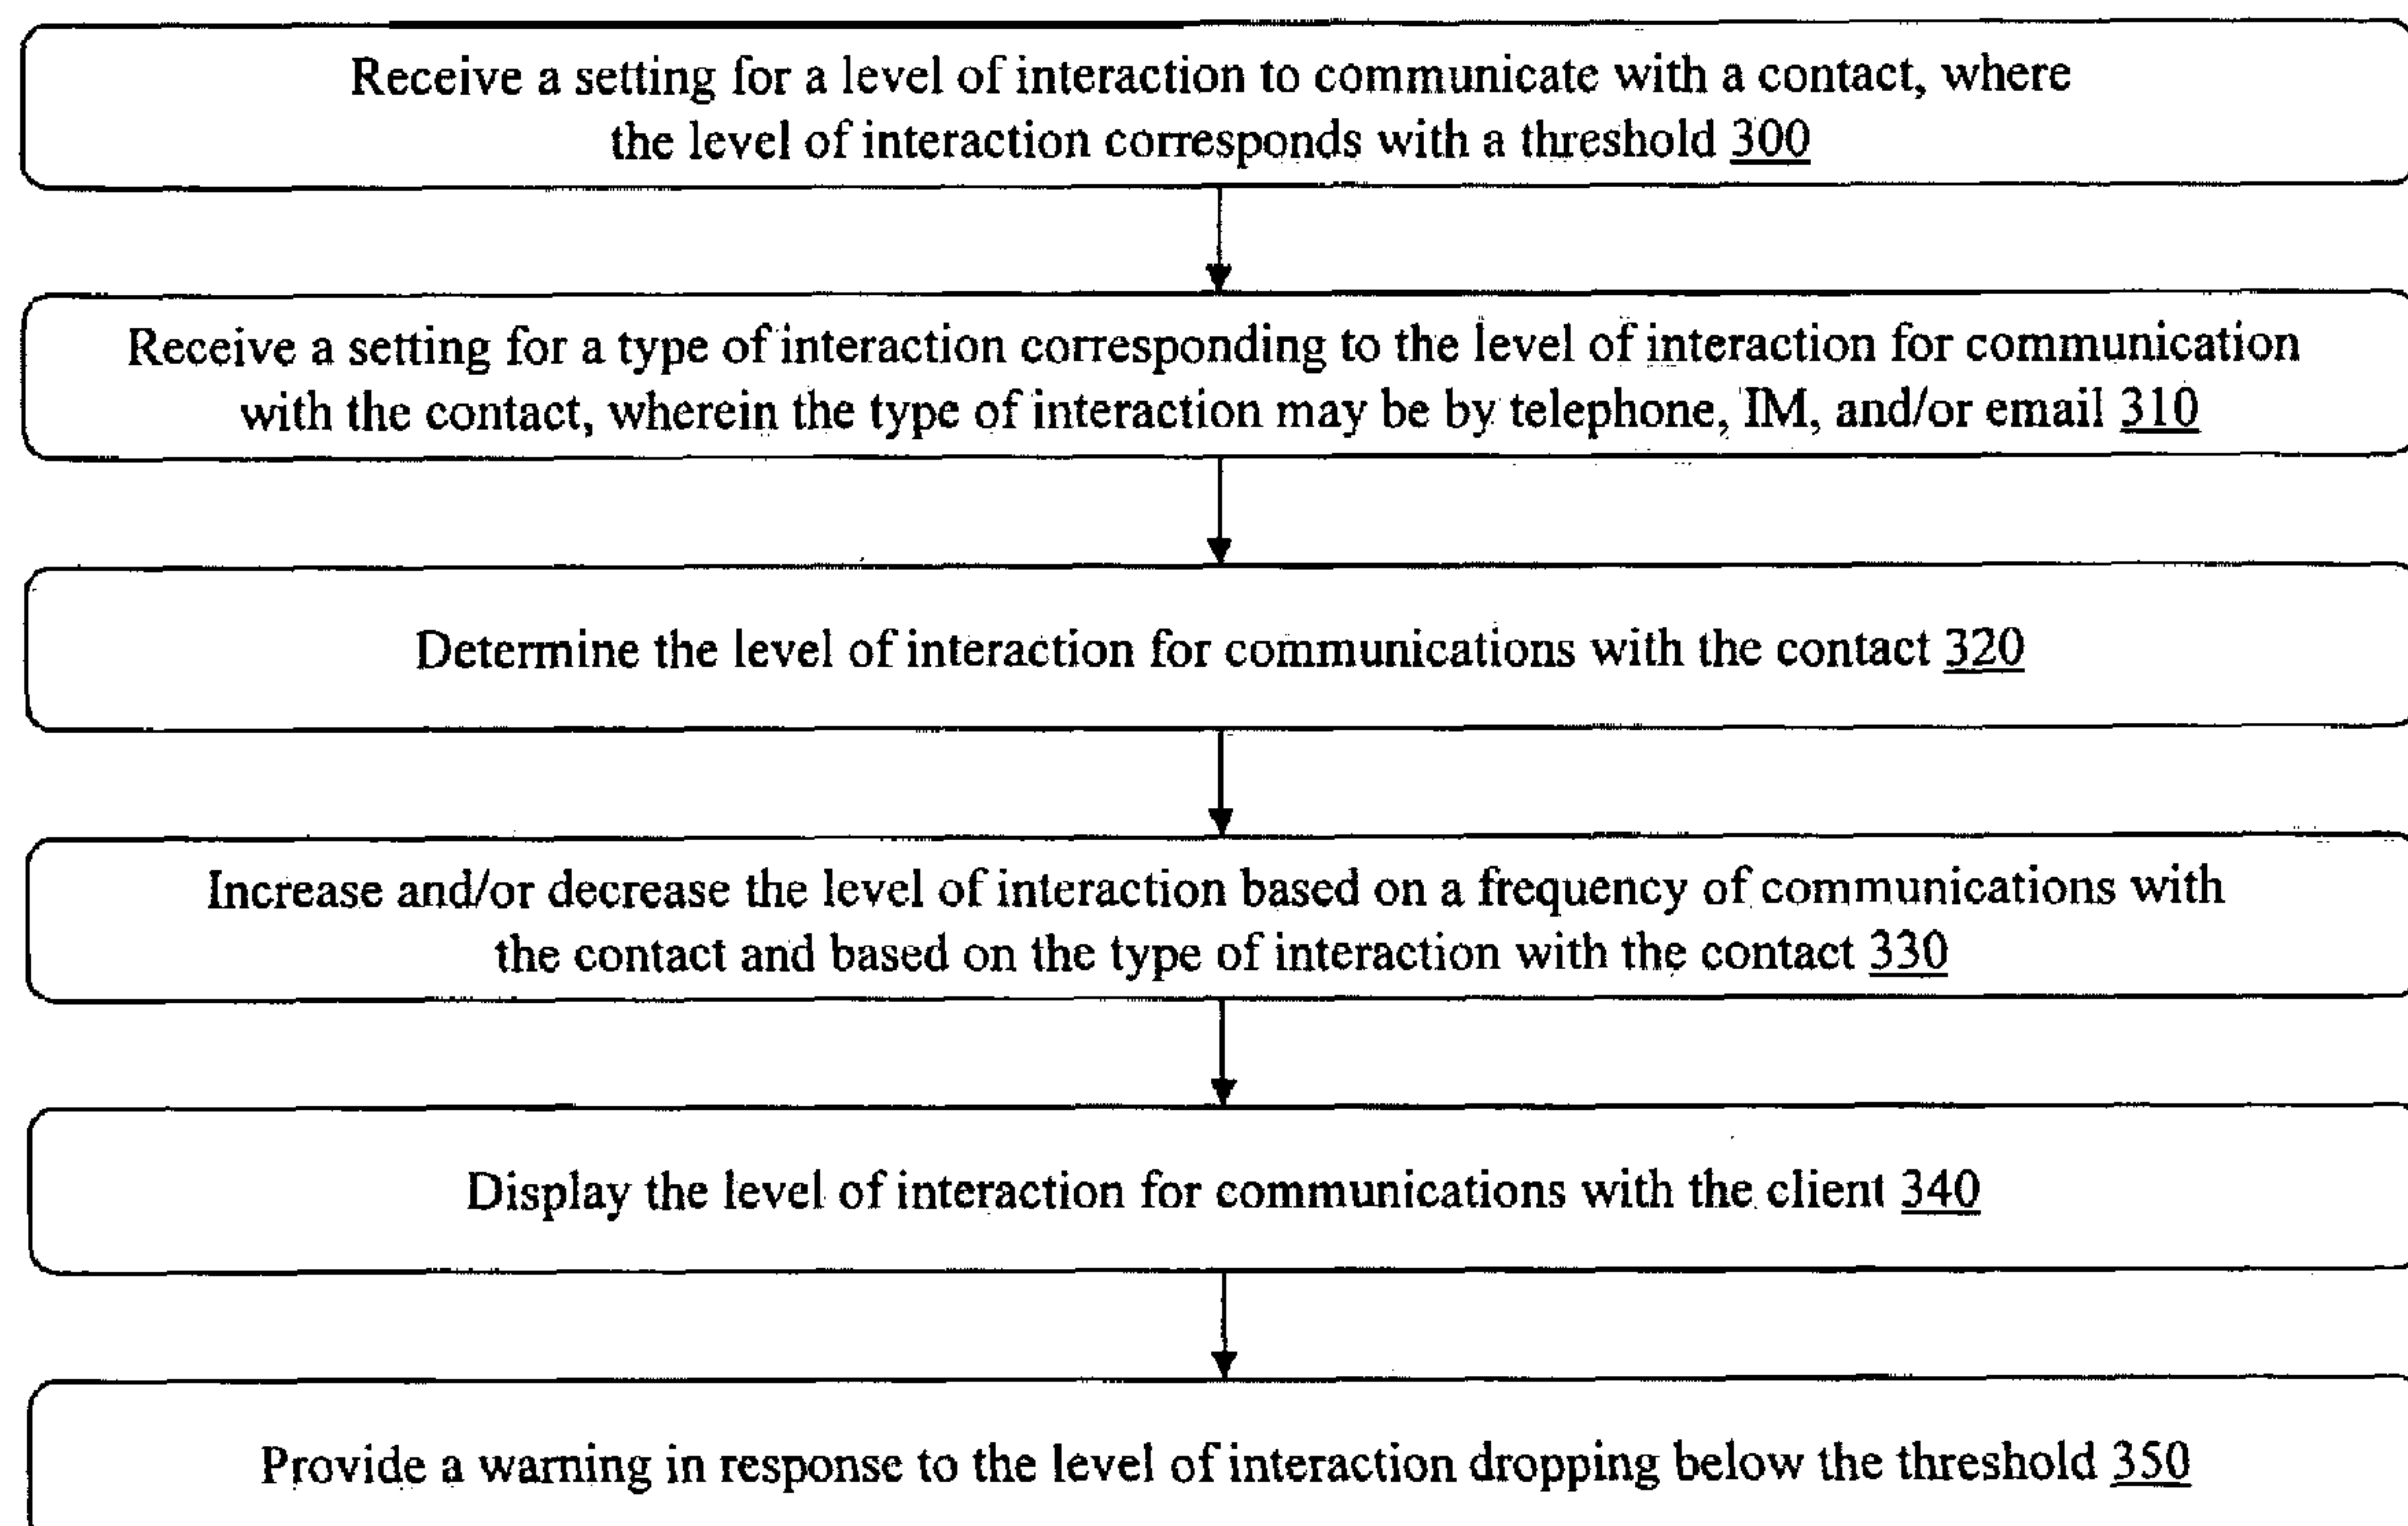 Receive a setting for a level of interaction to communicate with a contact, where
the level of interaction corresponds with a threshold 300
Receive a setting for a type of interaction corresponding to the level of interaction for communication
with the contact, wherein the type of interaction may be by telephone, IM, and/or email 310
Determine the level of interaction for communications with the contact 320
Increase and/or decrease the level of interaction based on a frequency of communications with
the contact and based on the type of interaction with the contact 330
Display the level of interaction for communications with the client 340
Provide a warning in response to the level of interaction dropping below the threshold 350